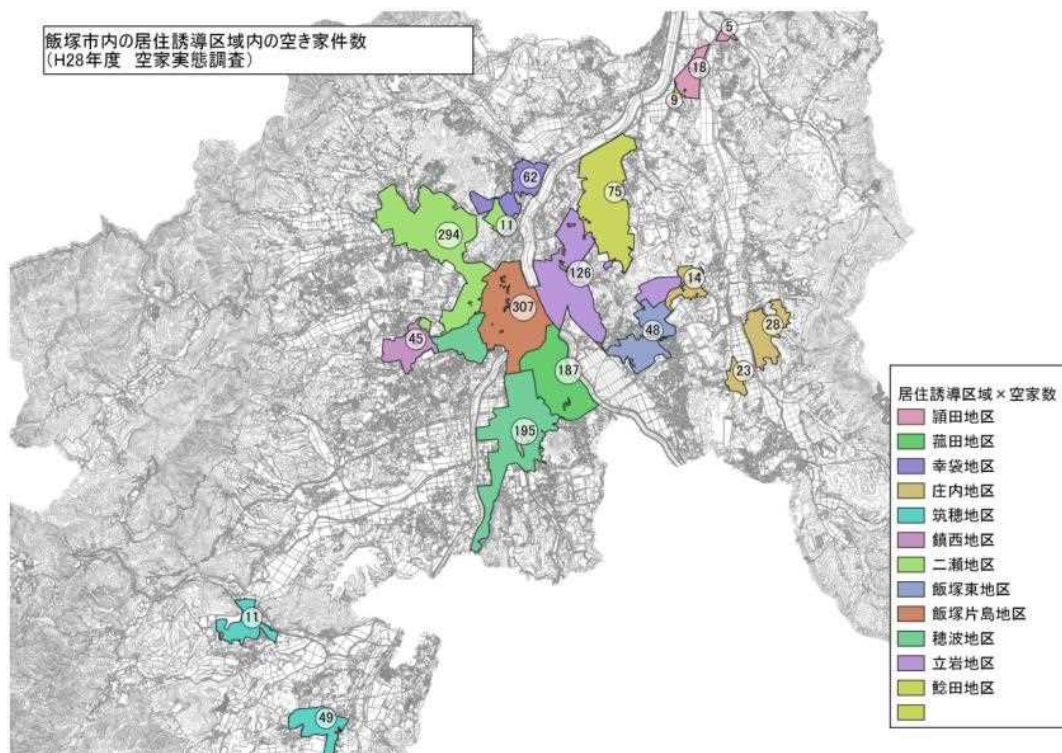 飯塚市内の居住誘導区域内の空き家件数
(H28年度 空家実態調査)
5
18
9
62
75
11
294
126
14
307
48
28
45
23
187
195
11
49
居住誘導区域×空家数
頴田地区
菰田地区
幸袋地区
庄内地区
筑穂地区
鎮西地区
二瀬地区
飯塚東地区
飯塚片島地区
穂波地区
立岩地区
鯰田地区